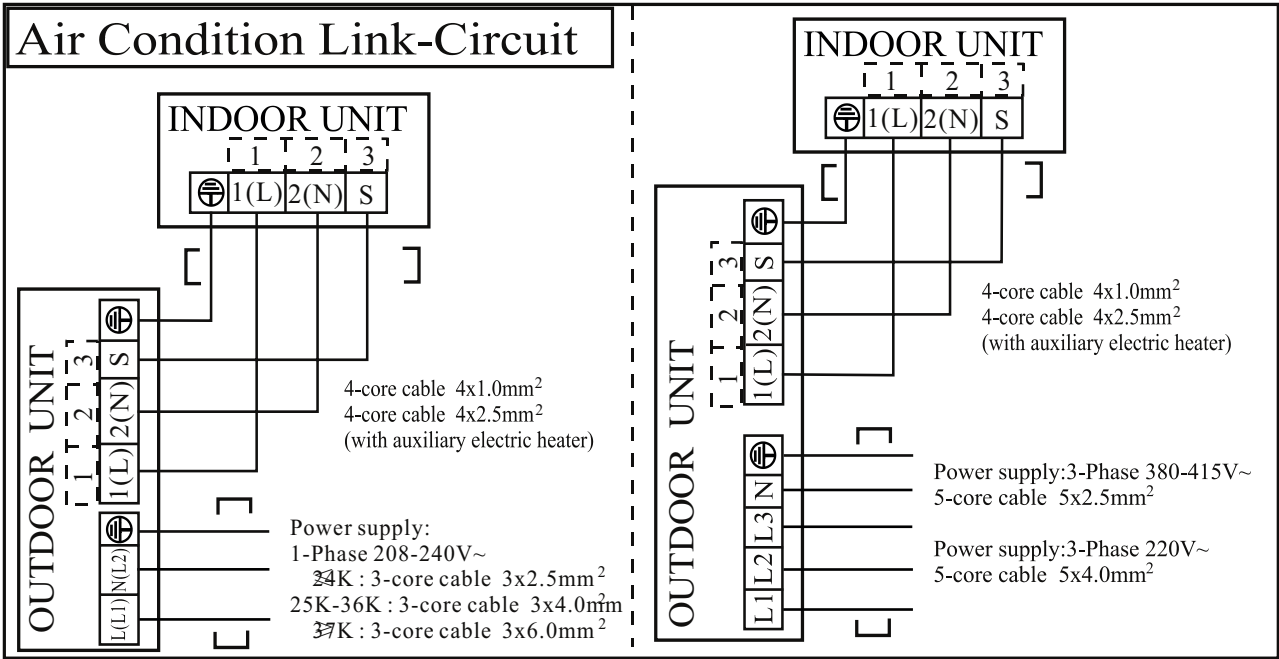 Air Condition Link-Circuit
INDOOR UNIT
1 2 3
1(L) 2(N) S
OUTDOOR UNIT
3 S
2 2(N)
1 1(L)
N(L2)
L(L1)
4-core cable 4x1.0mm²
4-core cable 4x2.5mm²
(with auxiliary electric heater)
Power supply:
1-Phase 208-240V~
24K : 3-core cable 3x2.5mm²
25K-36K : 3-core cable 3x4.0mm²
37K : 3-core cable 3x6.0mm²
INDOOR UNIT
1 2 3
1(L) 2(N) S
OUTDOOR UNIT
3 S
2 2(N)
1 1(L)
N
L3
L2
L1
4-core cable 4x1.0mm²
4-core cable 4x2.5mm²
(with auxiliary electric heater)
Power supply:3-Phase 380-415V~
5-core cable 5x2.5mm²
Power supply:3-Phase 220V~
5-core cable 5x4.0mm²